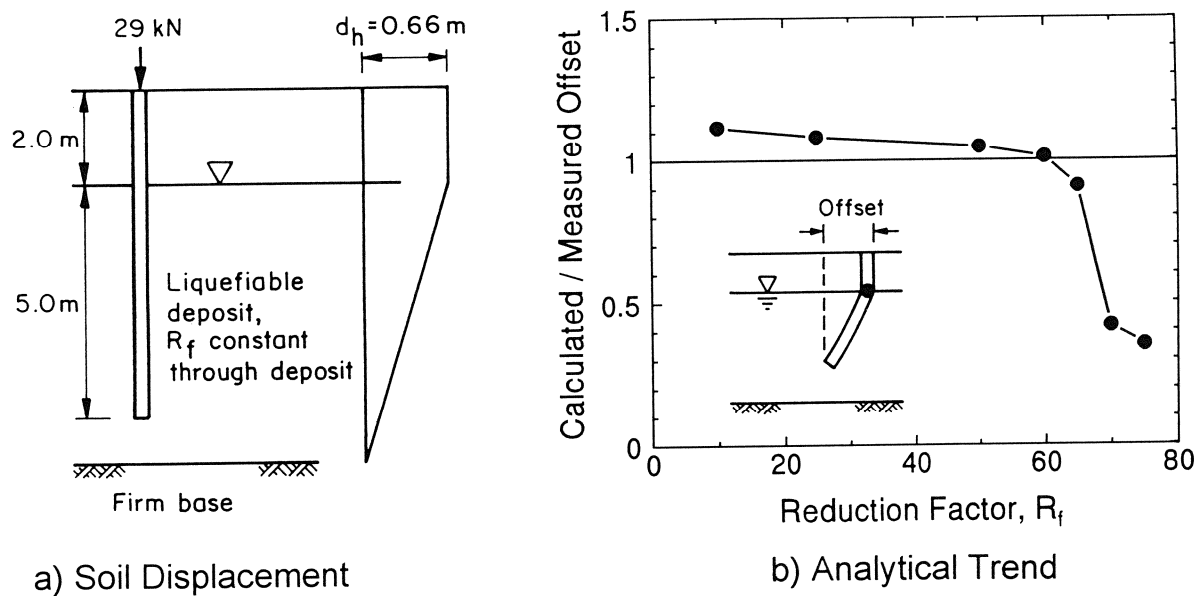 29 kN
d_h=0.66 m
2.0 m
5.0 m
Liquefiable
deposit,
R_f constant
through deposit
Firm base
a) Soil Displacement
Calculated / Measured Offset
1.5
1
0.5
0
Offset
0
20
40
60
80
Reduction Factor, R_f
b) Analytical Trend